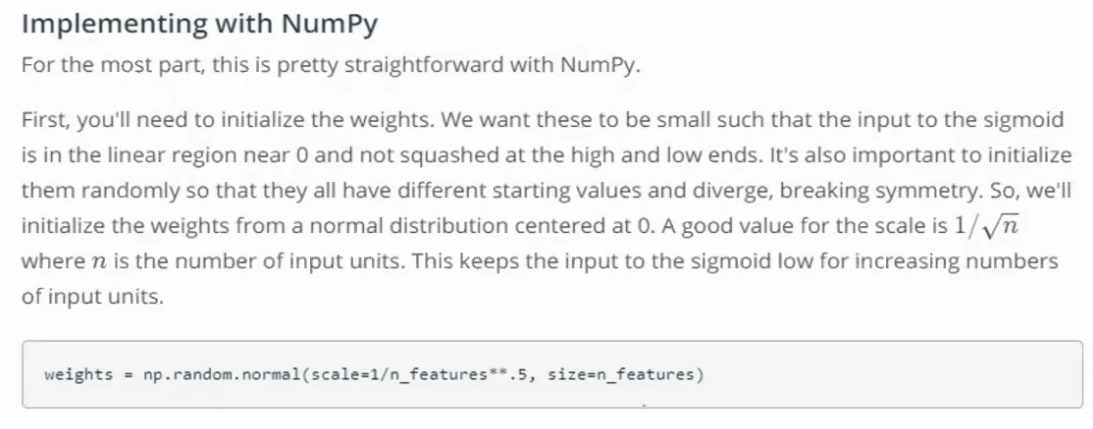 Implementing with NumPy
For the most part, this is pretty straightforward with NumPy.
First, you'll need to initialize the weights. We want these to be small such that the input to the sigmoid
is in the linear region near 0 and not squashed at the high and low ends. It's also important to initialize
them randomly so that they all have different starting values and diverge, breaking symmetry. So, we'll
initialize the weights from a normal distribution centered at 0. A good value for the scale is 1/√n
where n is the number of input units. This keeps the input to the sigmoid low for increasing numbers
of input units.
weights = np.random.normal(scale=1/n_features**.5, size=n_features)